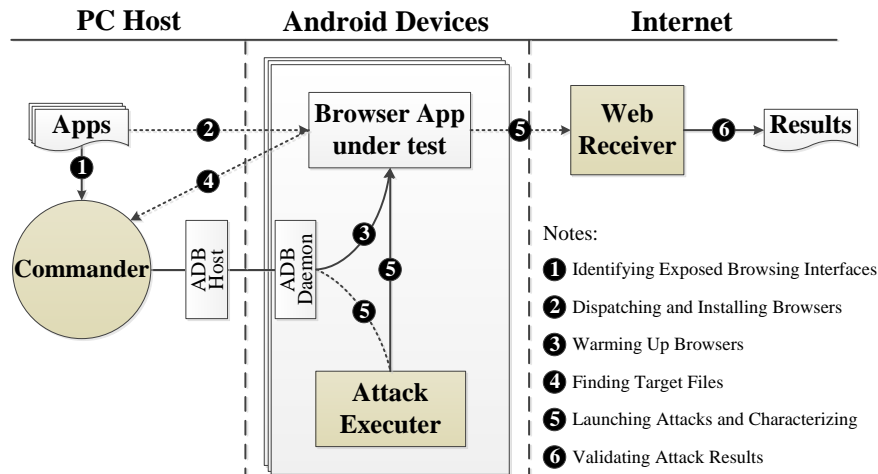 PC Host
Android Devices
Internet
Apps
2
Browser App
under test
5
Web
Receiver
6
Results
1
4
Commander
ADB
Host
ADB
Daemon
3
5
5
Attack
Executer
Notes:
1 Identifying Exposed Browsing Interfaces
2 Dispatching and Installing Browsers
3 Warming Up Browsers
4 Finding Target Files
5 Launching Attacks and Characterizing
6 Validating Attack Results